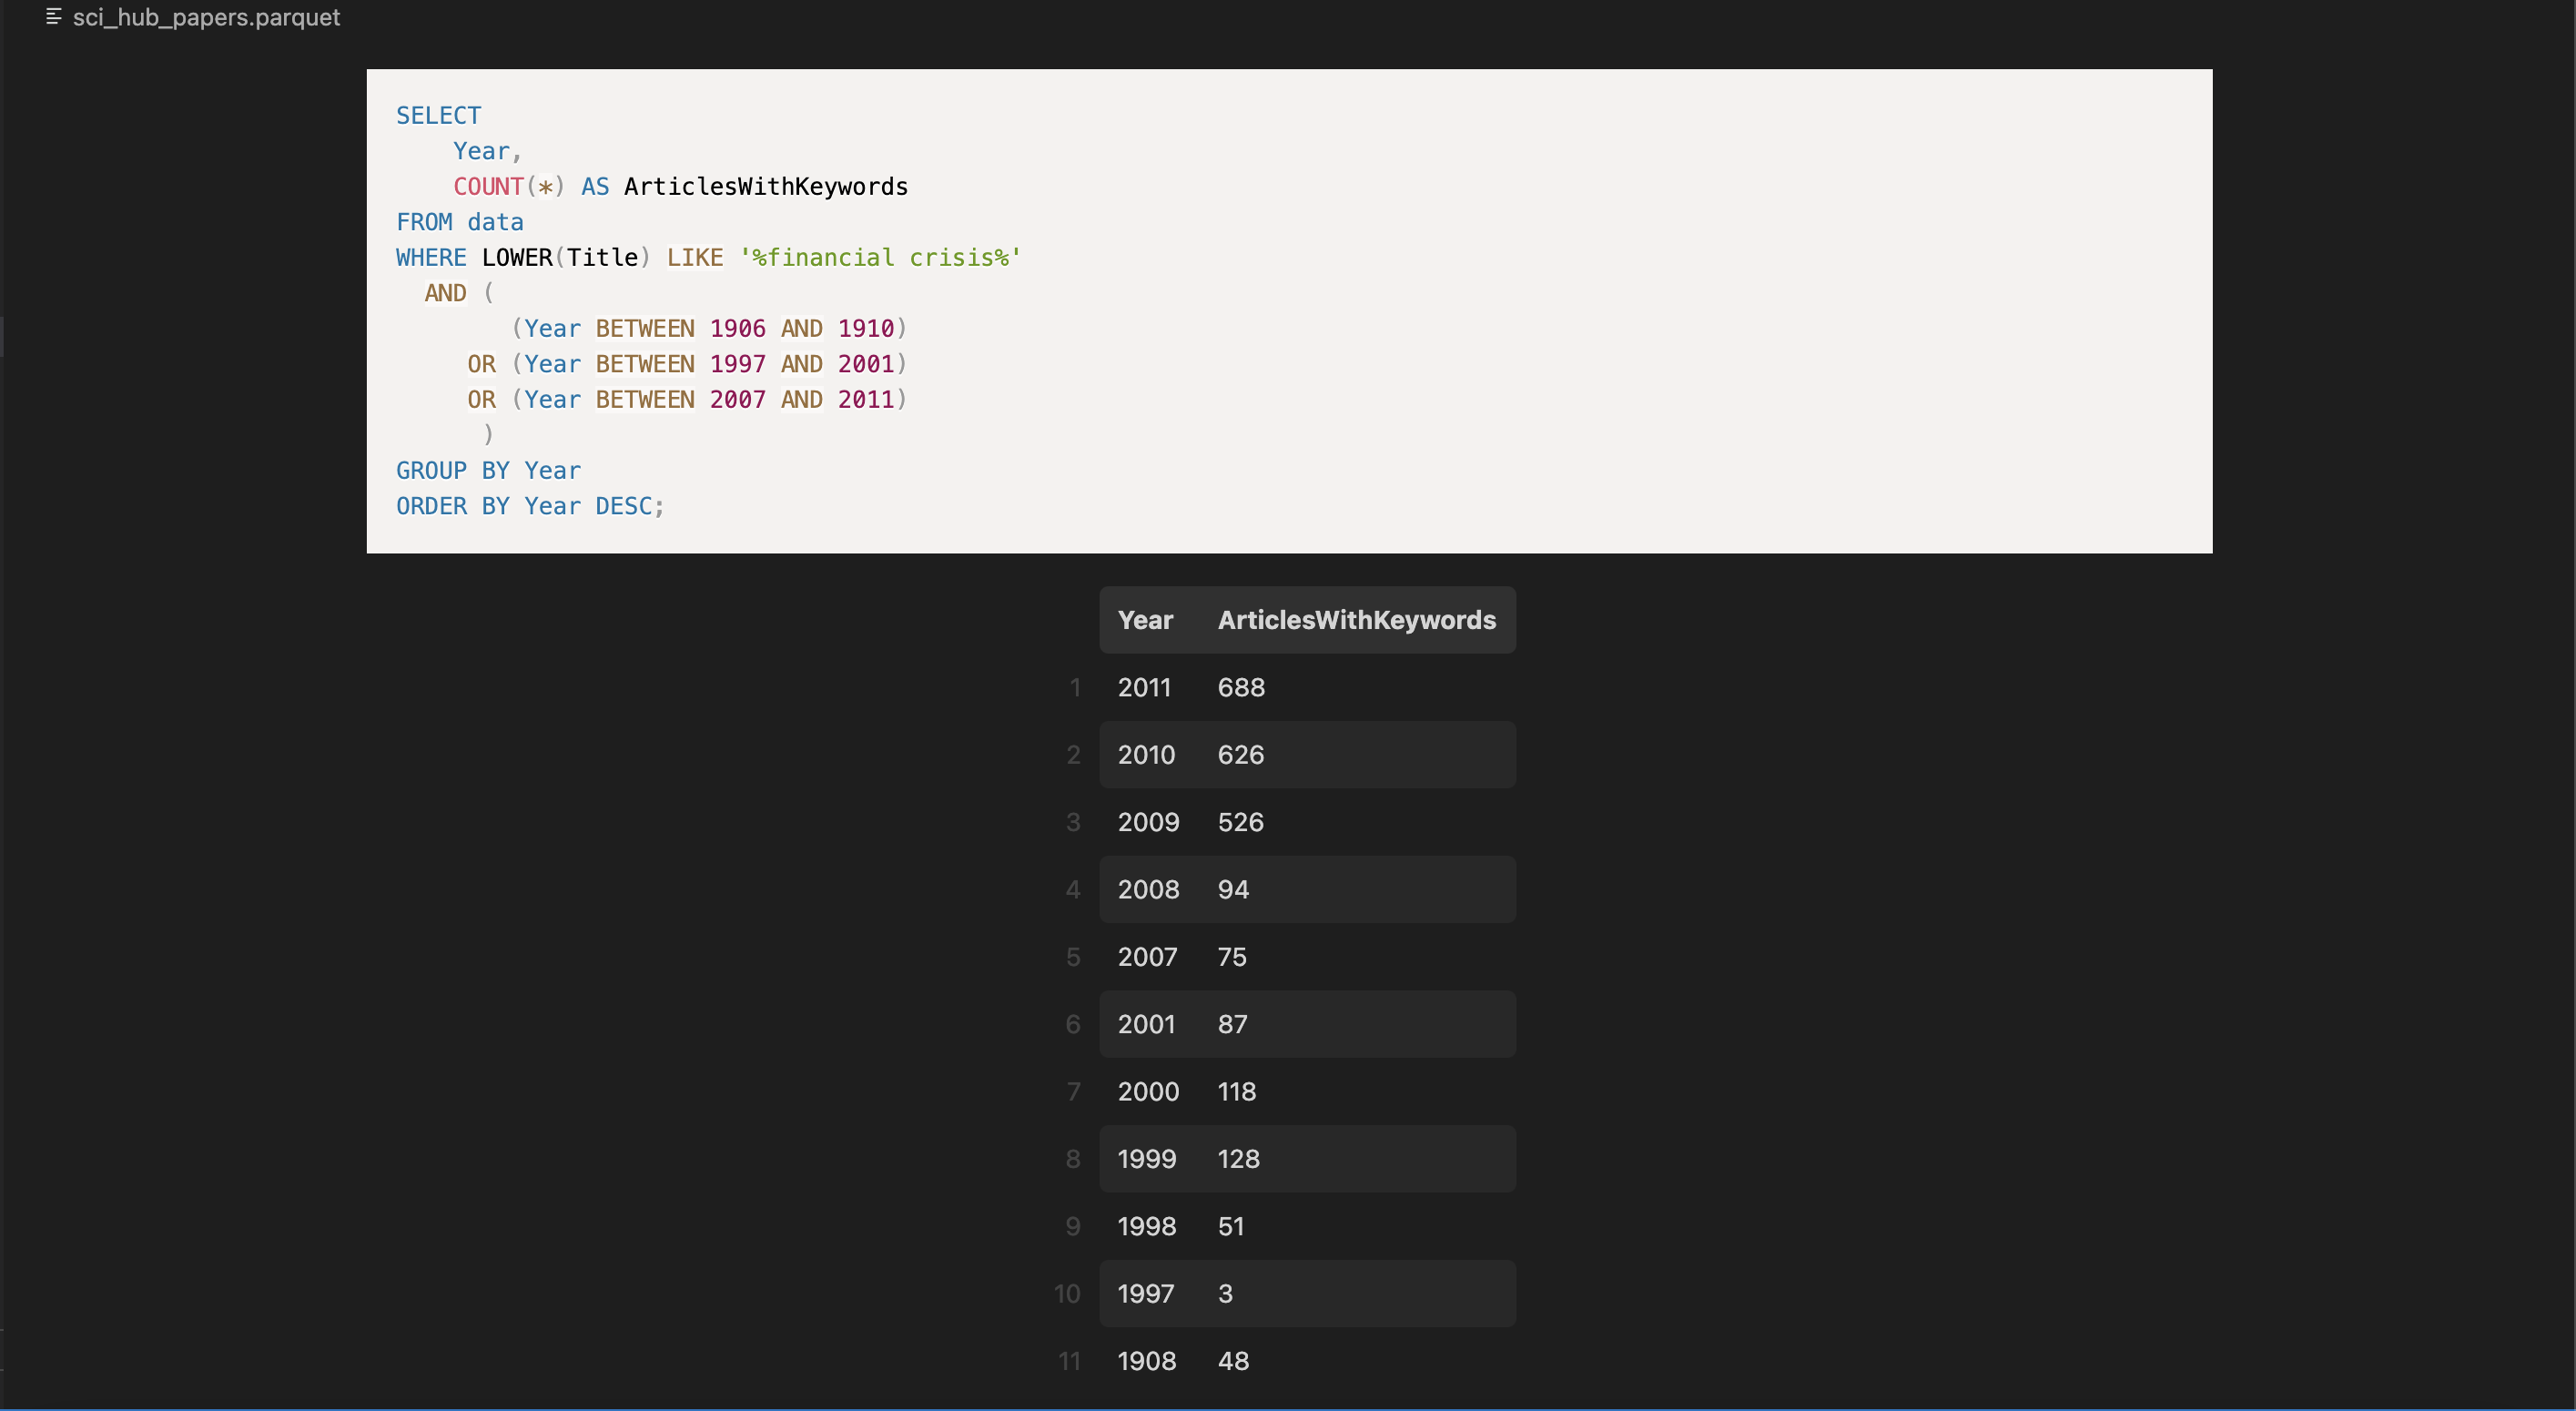 sci_hub_papers.parquet
SELECT
    Year,
    COUNT(*) AS ArticlesWithKeywords
FROM data
WHERE LOWER(Title) LIKE '%financial crisis%'
  AND (
        (Year BETWEEN 1906 AND 1910)
     OR (Year BETWEEN 1997 AND 2001)
     OR (Year BETWEEN 2007 AND 2011)
      )
GROUP BY Year
ORDER BY Year DESC;
Year ArticlesWithKeywords
1 2011 688
2 2010 626
3 2009 526
4 2008 94
5 2007 75
6 2001 87
7 2000 118
8 1999 128
9 1998 51
10 1997 3
11 1908 48